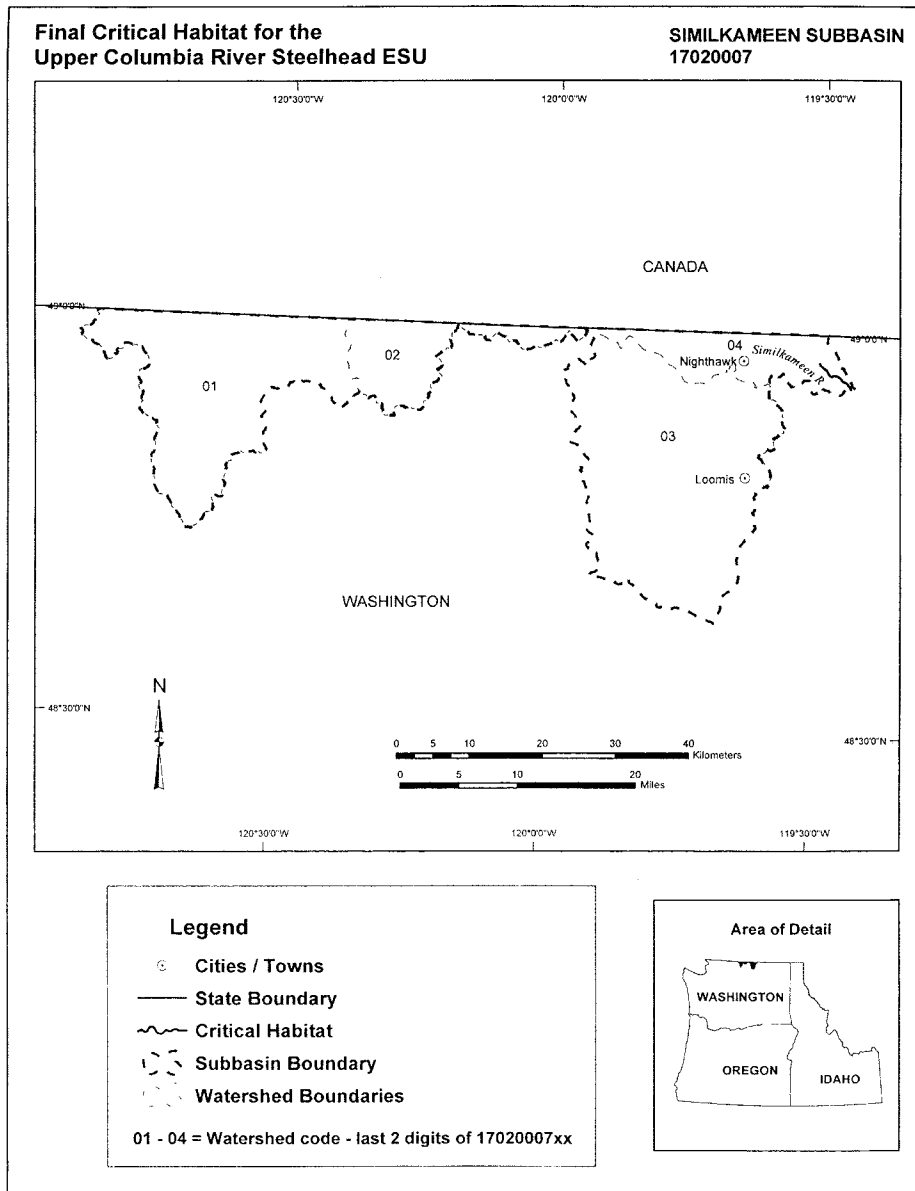 Final Critical Habitat for the
Upper Columbia River Steelhead ESU
SIMILKAMEEN SUBBASIN
17020007
120°30'0"W
120°0'0"W
119°30'0"W
CANADA
49°0'0"N
49°0'0"N
01
02
04
Similkameen R.
Nighthawk
03
Loomis
WASHINGTON
N
48°30'0"N
48°30'0"N
0 5 10 20 30 40
Kilometers
0 5 10 20
Miles
120°30'0"W
120°0'0"W
119°30'0"W
Legend
Cities / Towns
State Boundary
Critical Habitat
Subbasin Boundary
Watershed Boundaries
01 - 04 = Watershed code - last 2 digits of 17020007xx
Area of Detail
WASHINGTON
OREGON
IDAHO